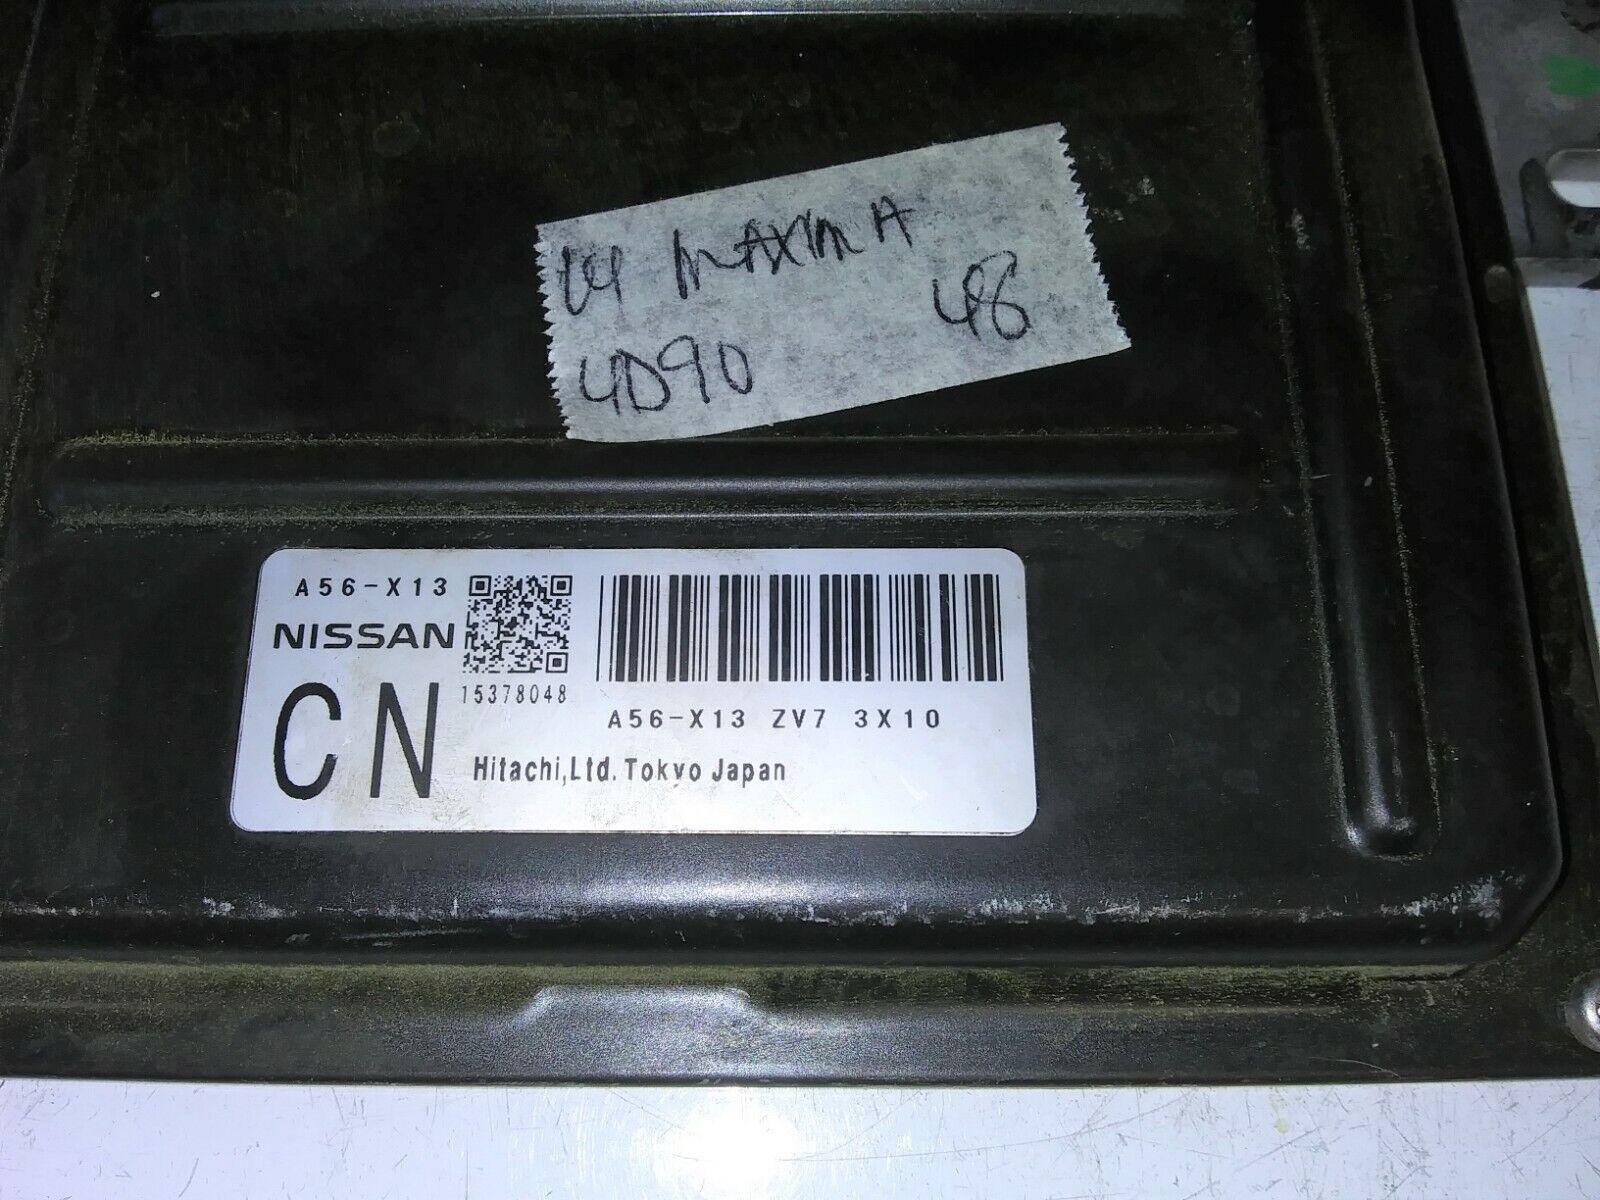 04 MAXIMA
48
4D90
A56-X13
NISSAN
15378048
CN
A56-X13 ZV7 3X10
Hitachi,Ltd. Tokyo Japan